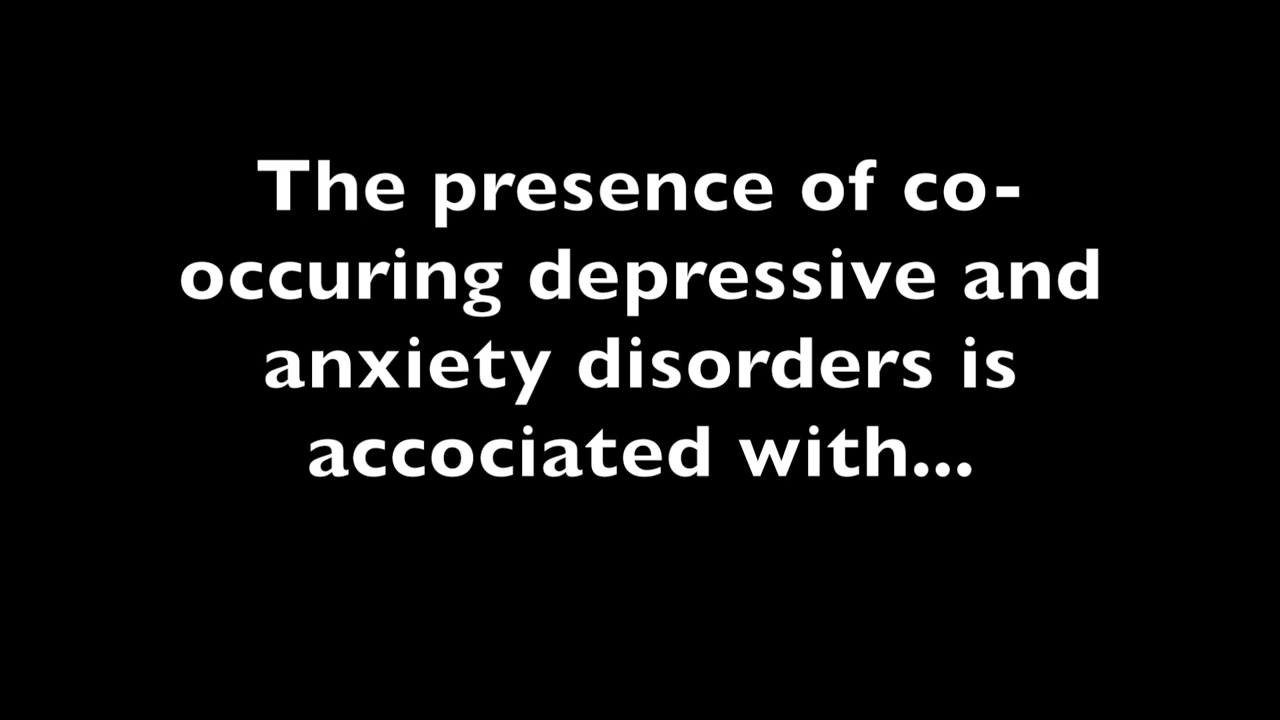 The presence of co-
occuring depressive and
anxiety disorders is
accociated with...